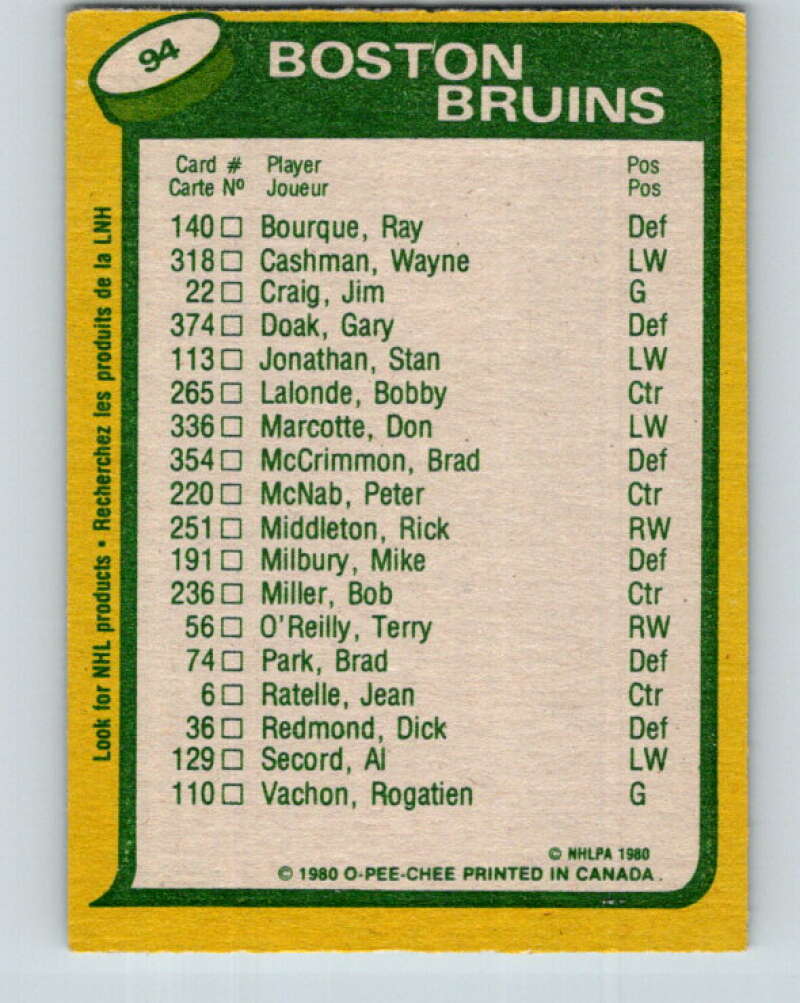 94
BOSTON
BRUINS
Card # Player Pos
Carte Nº Joueur Pos
140 □ Bourque, Ray Def
318 □ Cashman, Wayne LW
22 □ Craig, Jim G
374 □ Doak, Gary Def
113 □ Jonathan, Stan LW
265 □ Lalonde, Bobby Ctr
336 □ Marcotte, Don LW
354 □ McCrimmon, Brad Def
220 □ McNab, Peter Ctr
251 □ Middleton, Rick RW
191 □ Milbury, Mike Def
236 □ Miller, Bob Ctr
56 □ O'Reilly, Terry RW
74 □ Park, Brad Def
6 □ Ratelle, Jean Ctr
36 □ Redmond, Dick Def
129 □ Secord, Al LW
110 □ Vachon, Rogatien G
© NHLPA 1980
© 1980 O-PEE-CHEE PRINTED IN CANADA.
Look for NHL products • Recherchez les produits de la LNH